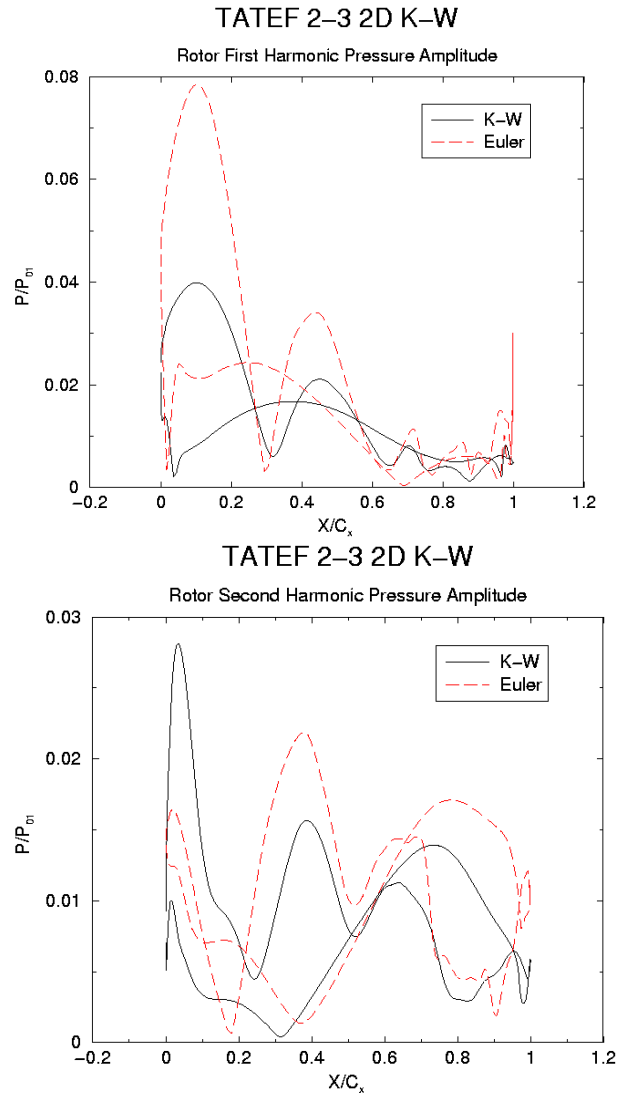 TATEF 2−3 2D K−W
Rotor First Harmonic Pressure Amplitude
0.08
K−W
Euler
0.06
P/P01
0.04
0.02
0
−0.2 0 0.2 0.4 0.6 0.8 1 1.2
X/Cx
TATEF 2−3 2D K−W
Rotor Second Harmonic Pressure Amplitude
0.03
K−W
Euler
0.02
P/P01
0.01
0
−0.2 0 0.2 0.4 0.6 0.8 1 1.2
X/Cx